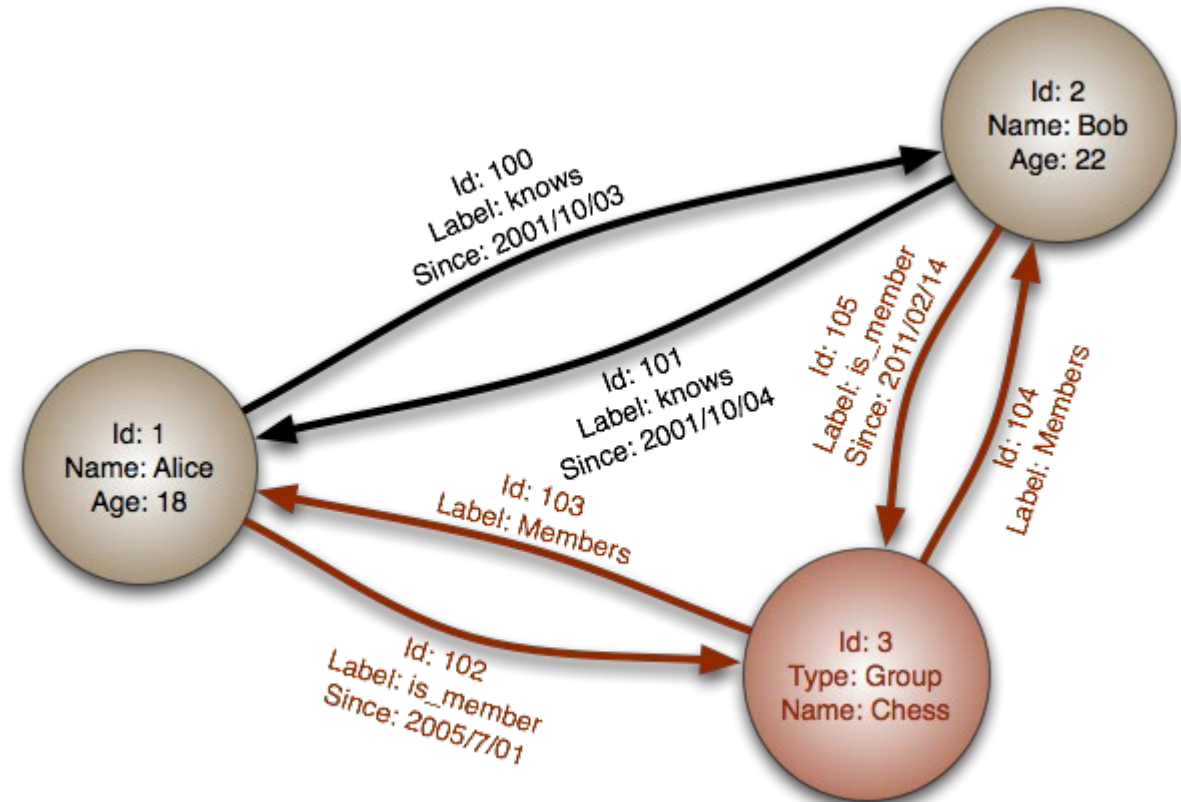 Id: 2
Name: Bob
Age: 22
Id: 100
Label: knows
Since: 2001/10/03
Id: 101
Label: knows
Since: 2001/10/04
Id: 105
Label: is_member
Since: 2011/02/14
Id: 104
Label: Members
Id: 1
Name: Alice
Age: 18
Id: 103
Label: Members
Id: 102
Label: is_member
Since: 2005/7/01
Id: 3
Type: Group
Name: Chess